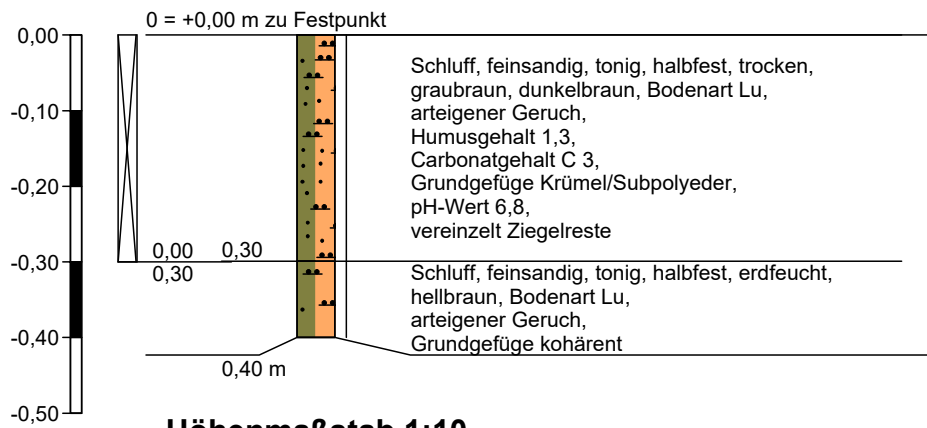 0 = +0,00 m zu Festpunkt
0,00
-0,10
-0,20
-0,30
-0,40
-0,50
0,00
0,30
0,30
Schluff, feinsandig, tonig, halbfest, trocken,
graubraun, dunkelbraun, Bodenart Lu,
arteigener Geruch,
Humusgehalt 1,3,
Carbonatgehalt C 3,
Grundgefüge Krümel/Subpolyeder,
pH-Wert 6,8,
vereinzelt Ziegelreste
Schluff, feinsandig, tonig, halbfest, erdfeucht,
hellbraun, Bodenart Lu,
arteigener Geruch,
Grundgefüge kohärent
0,40 m
Höhenmaßstab 1:10